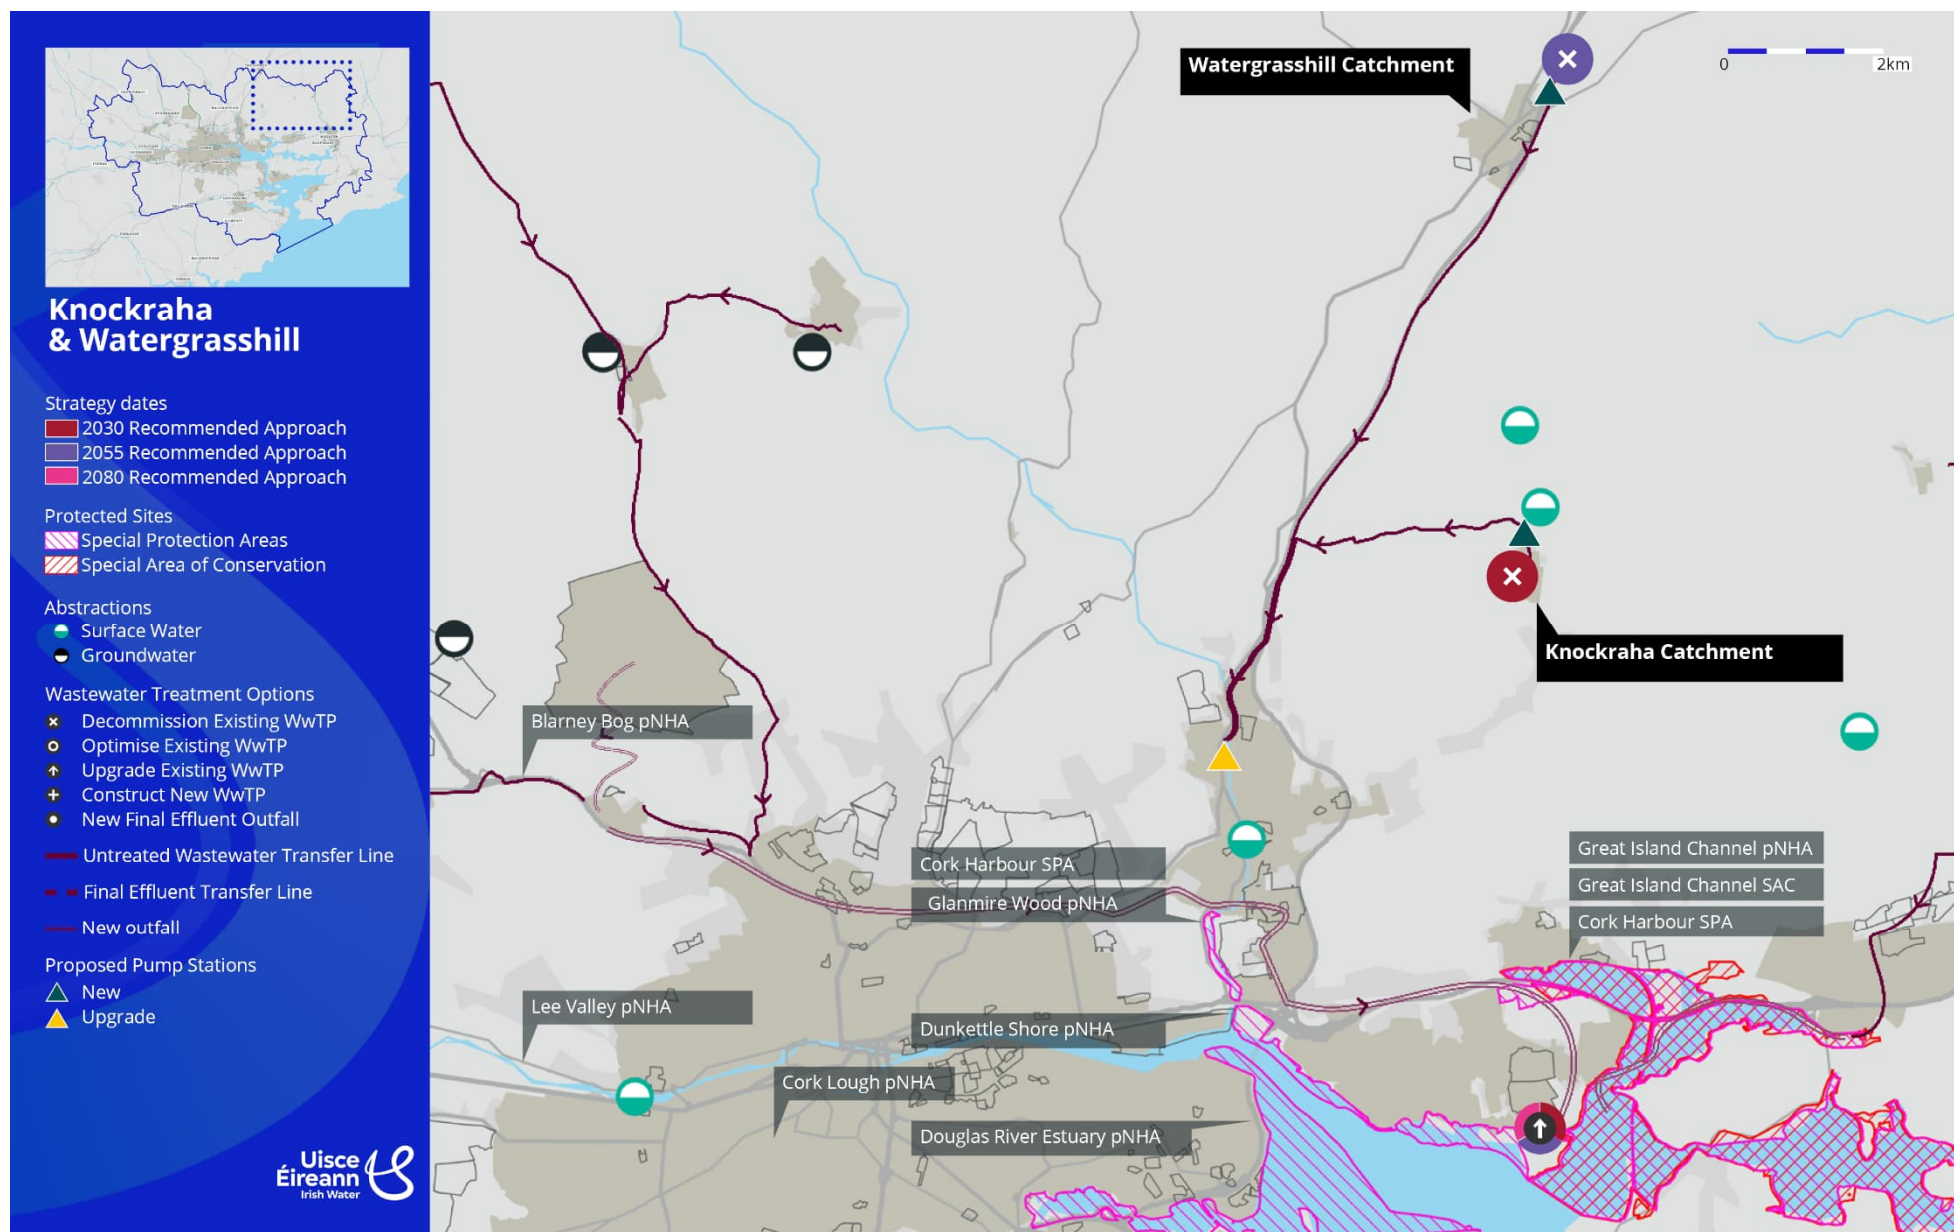 Knockraha
& Watergrasshill
Strategy dates
2030 Recommended Approach
2055 Recommended Approach
2080 Recommended Approach
Protected Sites
Special Protection Areas
Special Area of Conservation
Abstractions
Surface Water
Groundwater
Wastewater Treatment Options
Decommission Existing WwTP
Optimise Existing WwTP
Upgrade Existing WwTP
Construct New WwTP
New Final Effluent Outfall
Untreated Wastewater Transfer Line
Final Effluent Transfer Line
New outfall
Proposed Pump Stations
New
Upgrade
Uisce
Éireann
Irish Water
Watergrasshill Catchment
0 2km
Knockraha Catchment
Blarney Bog pNHA
Cork Harbour SPA
Glanmire Wood pNHA
Great Island Channel pNHA
Great Island Channel SAC
Cork Harbour SPA
Lee Valley pNHA
Dunkettle Shore pNHA
Cork Lough pNHA
Douglas River Estuary pNHA